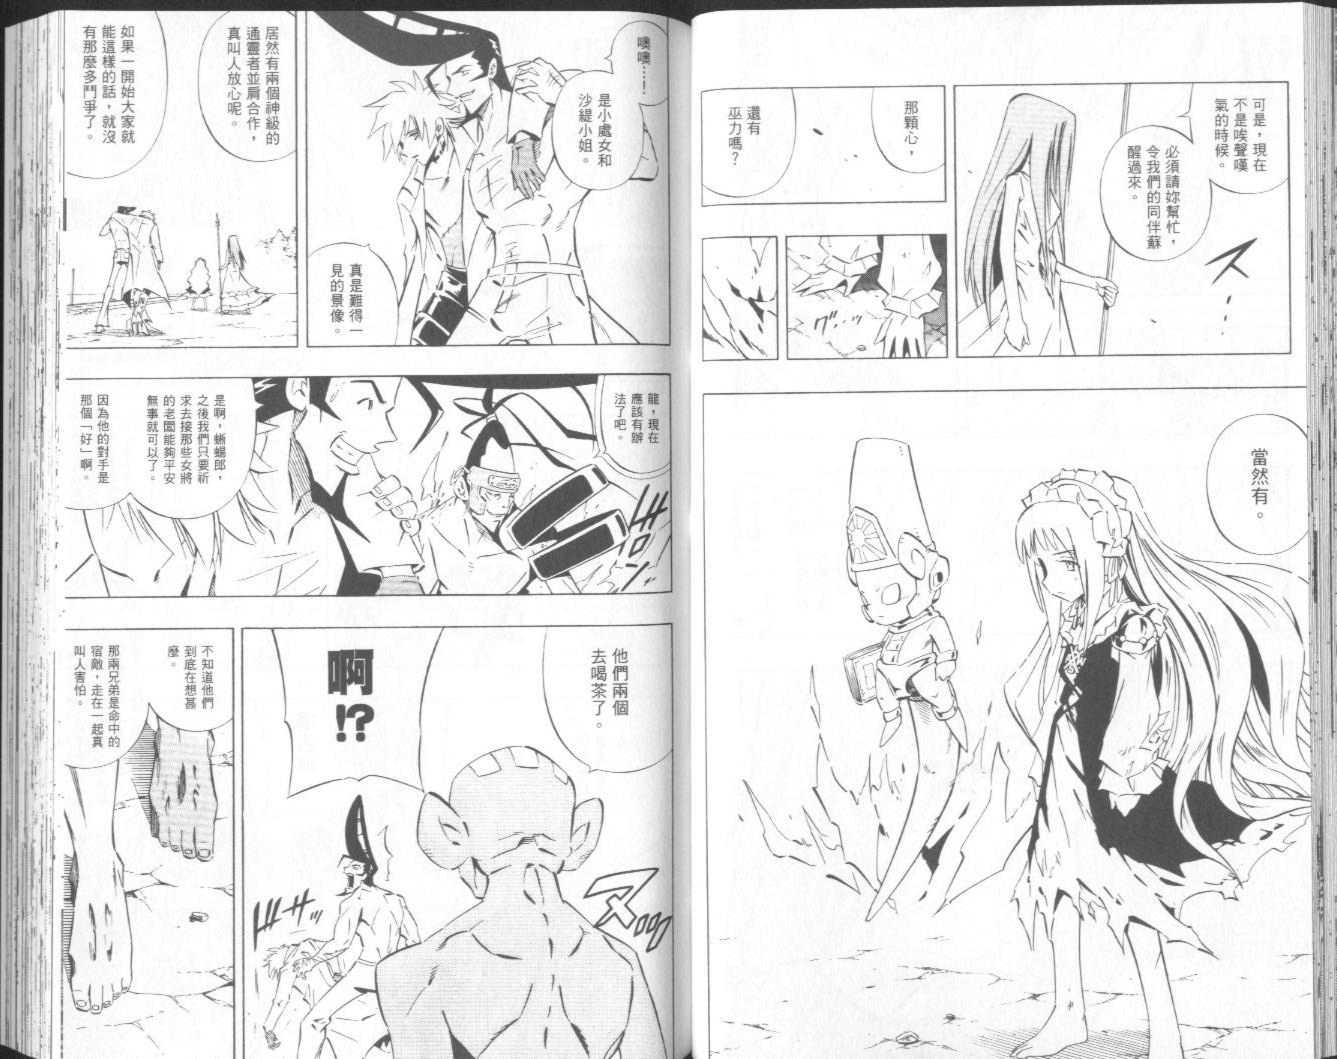 可是，現在
不是唉聲嘆
氣的時候。
必須請妳幫忙，
令我們的同伴蘇
醒過來。
ス…
那顆心，
還有
巫力嗎？
グ…
當然有。
噢噢…！
是小處女和
沙緹小姐。
真是難得一
見的景像。
居然有兩個神級的
通靈者並肩合作，
真叫人放心呢。
如果一開始大家就
能這樣的話，就沒
有那麼多鬥爭了。
龍，現在
應該有辦
法了吧。
是啊，蜥蜴郎，
之後我們只要祈
求去接那些女將
的老闆能夠平安
無事就可以了。
因為他的對手是
那個「好」啊。
他們兩個
去喝茶了。
啊!?
ヌッ
不知道他們
到底在想甚
麼。
那兩兄弟是命中的
宿敵，走在一起真
叫人害怕。